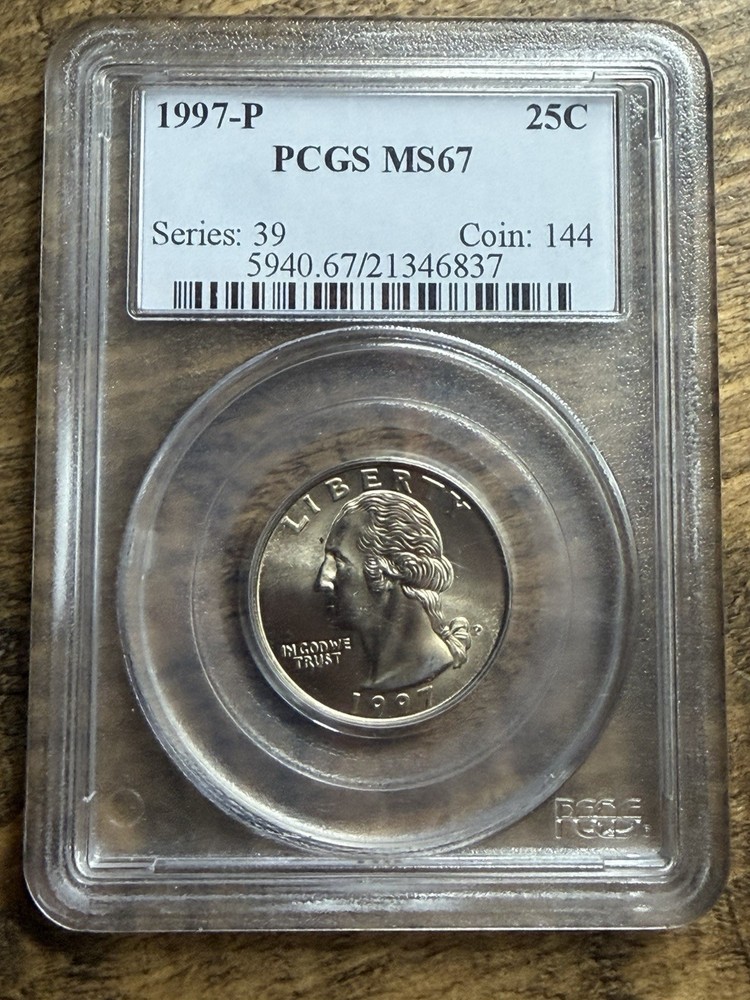 1997-P 25C
PCGS MS67
Series: 39 Coin: 144
5940.67/21346837
LIBERTY
IN GOD WE
TRUST
P
1997
PCGS